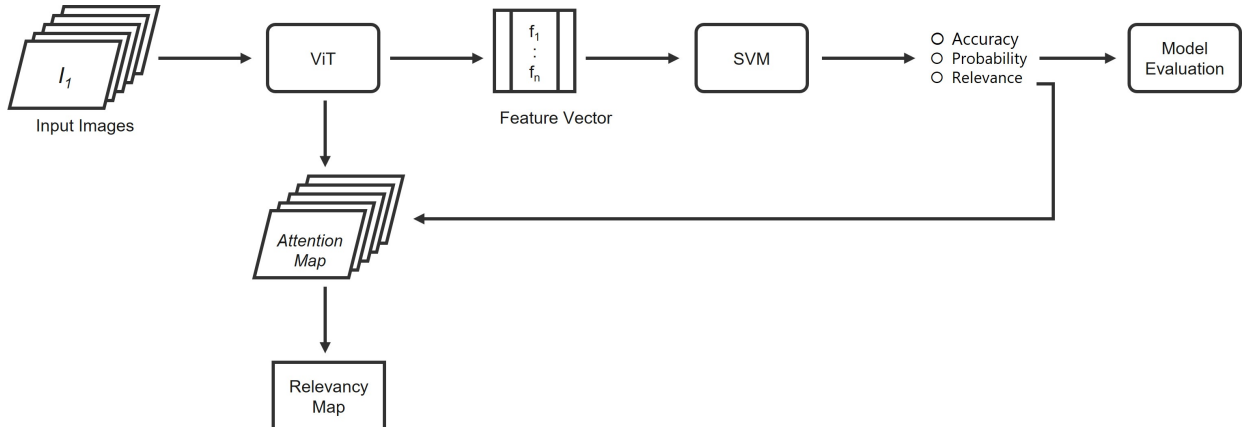 I1
Input Images
ViT
f1
:
fn
Feature Vector
SVM
Accuracy
Probability
Relevance
Model
Evaluation
Attention
Map
Relevancy
Map